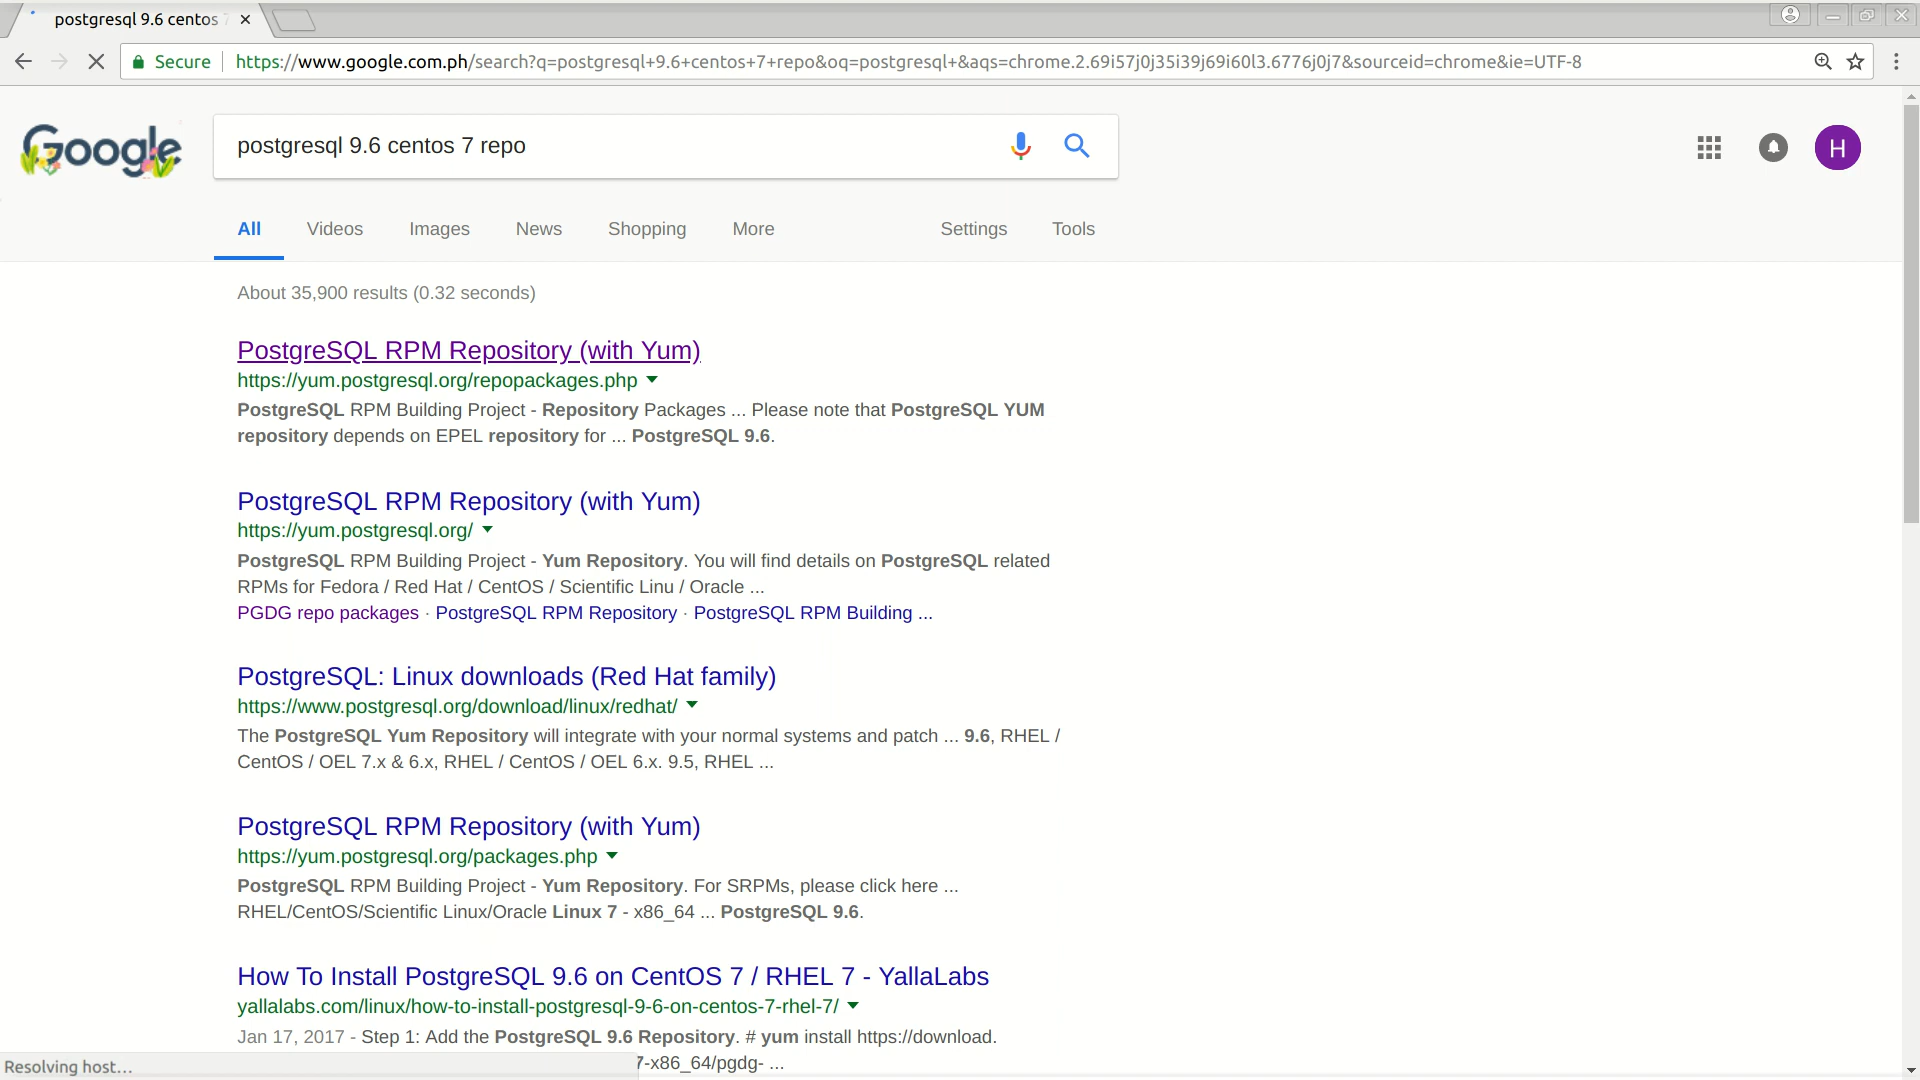 postgresql 9.6 centos 7
Secure https://www.google.com.ph/search?q=postgresql+9.6+centos+7+repo&oq=postgresql+&aqs=chrome.2.69i57j0j35i39j69i60l3.6776j0j7&sourceid=chrome&ie=UTF-8
Google postgresql 9.6 centos 7 repo H
All Videos Images News Shopping More Settings Tools
About 35,900 results (0.32 seconds)
PostgreSQL RPM Repository (with Yum)
https://yum.postgresql.org/repopackages.php
PostgreSQL RPM Building Project - Repository Packages ... Please note that PostgreSQL YUM
repository depends on EPEL repository for ... PostgreSQL 9.6.
PostgreSQL RPM Repository (with Yum)
https://yum.postgresql.org/
PostgreSQL RPM Building Project - Yum Repository. You will find details on PostgreSQL related
RPMs for Fedora / Red Hat / CentOS / Scientific Linu / Oracle ...
PGDG repo packages · PostgreSQL RPM Repository · PostgreSQL RPM Building ...
PostgreSQL: Linux downloads (Red Hat family)
https://www.postgresql.org/download/linux/redhat/
The PostgreSQL Yum Repository will integrate with your normal systems and patch ... 9.6, RHEL /
CentOS / OEL 7.x & 6.x, RHEL / CentOS / OEL 6.x. 9.5, RHEL ...
PostgreSQL RPM Repository (with Yum)
https://yum.postgresql.org/packages.php
PostgreSQL RPM Building Project - Yum Repository. For SRPMs, please click here ...
RHEL/CentOS/Scientific Linux/Oracle Linux 7 - x86_64 ... PostgreSQL 9.6.
How To Install PostgreSQL 9.6 on CentOS 7 / RHEL 7 - YallaLabs
yallalabs.com/linux/how-to-install-postgresql-9-6-on-centos-7-rhel-7/
Jan 17, 2017 - Step 1: Add the PostgreSQL 9.6 Repository. # yum install https://download.
7-x86_64/pgdg- ...
Resolving host...